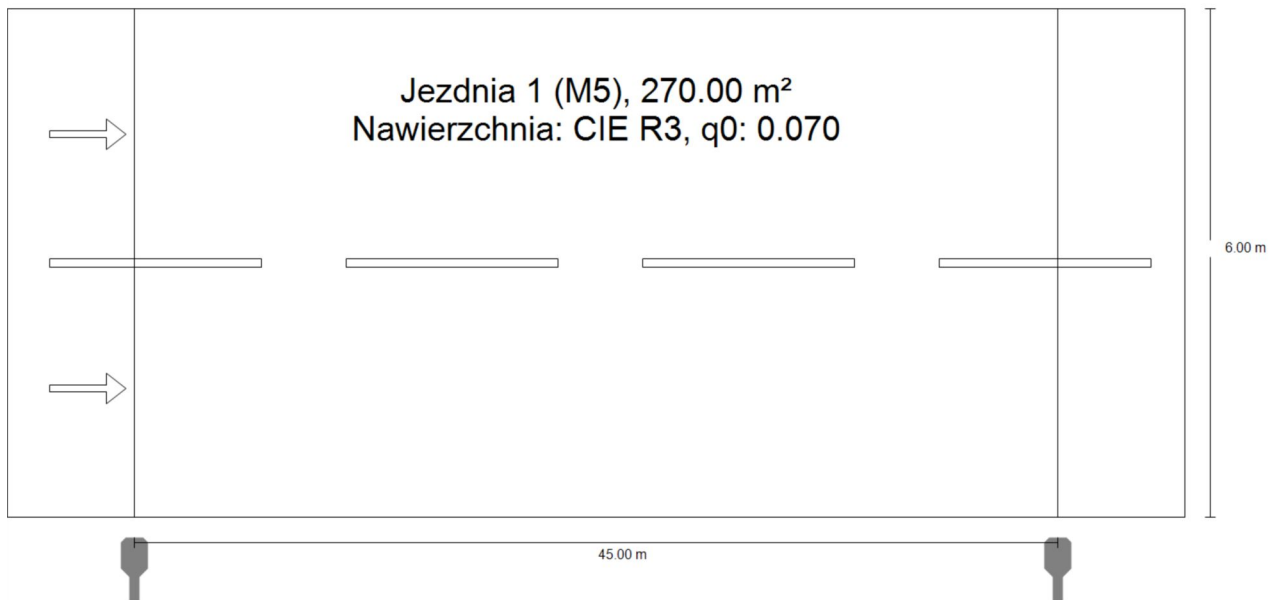 Jezdnia 1 (M5), 270.00 m²
Nawierzchnia: CIE R3, q0: 0.070
6.00 m
45.00 m